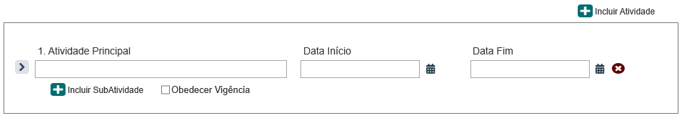 Incluir Atividade
1. Atividade Principal Data Início Data Fim
Incluir SubAtividade Obedecer Vigência